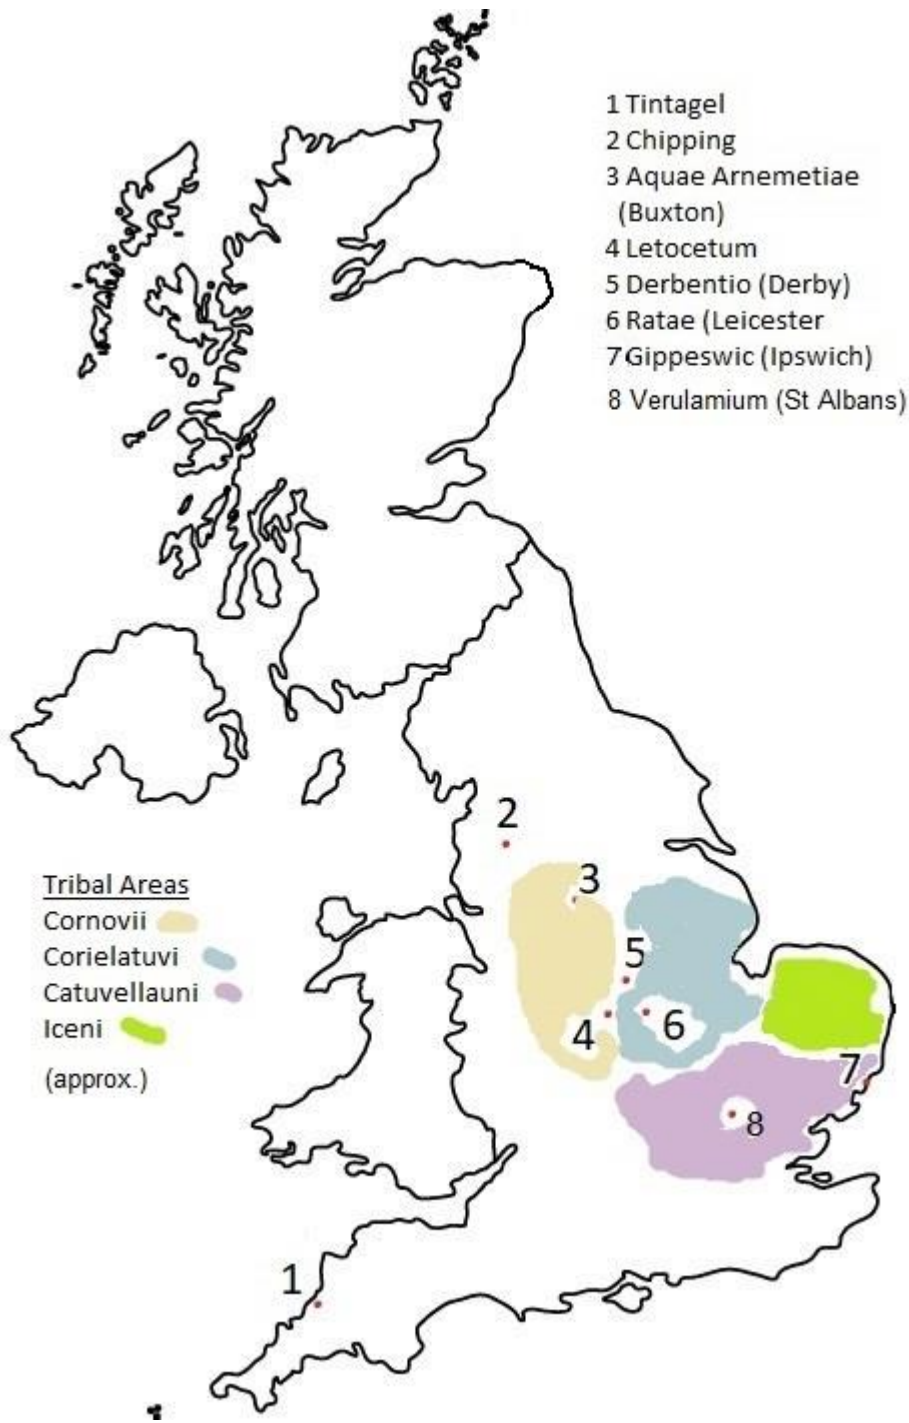 1 Tintagel
2 Chipping
3 Aquae Arnemetiae
(Buxton)
4 Letocetum
5 Derbentio (Derby)
6 Ratae (Leicester
7 Gippeswic (Ipswich)
8 Verulamium (St Albans)
2
3
5
4
6
7
8
1
Tribal Areas
Cornovii
Corielatuvi
Catuvellauni
Iceni
(approx.)